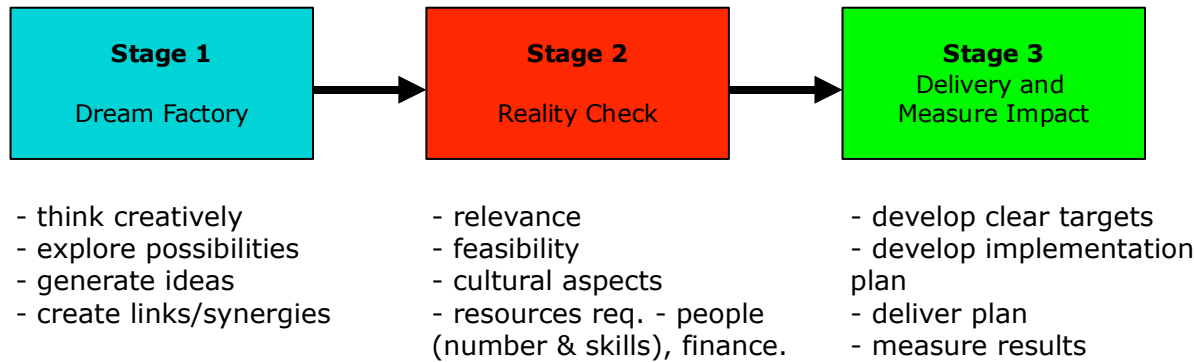 Stage 1
Dream Factory
Stage 2
Reality Check
Stage 3
Delivery and
Measure Impact
- think creatively
- explore possibilities
- generate ideas
- create links/synergies
- relevance
- feasibility
- cultural aspects
- resources req. - people
(number & skills), finance.
- develop clear targets
- develop implementation
plan
- deliver plan
- measure results